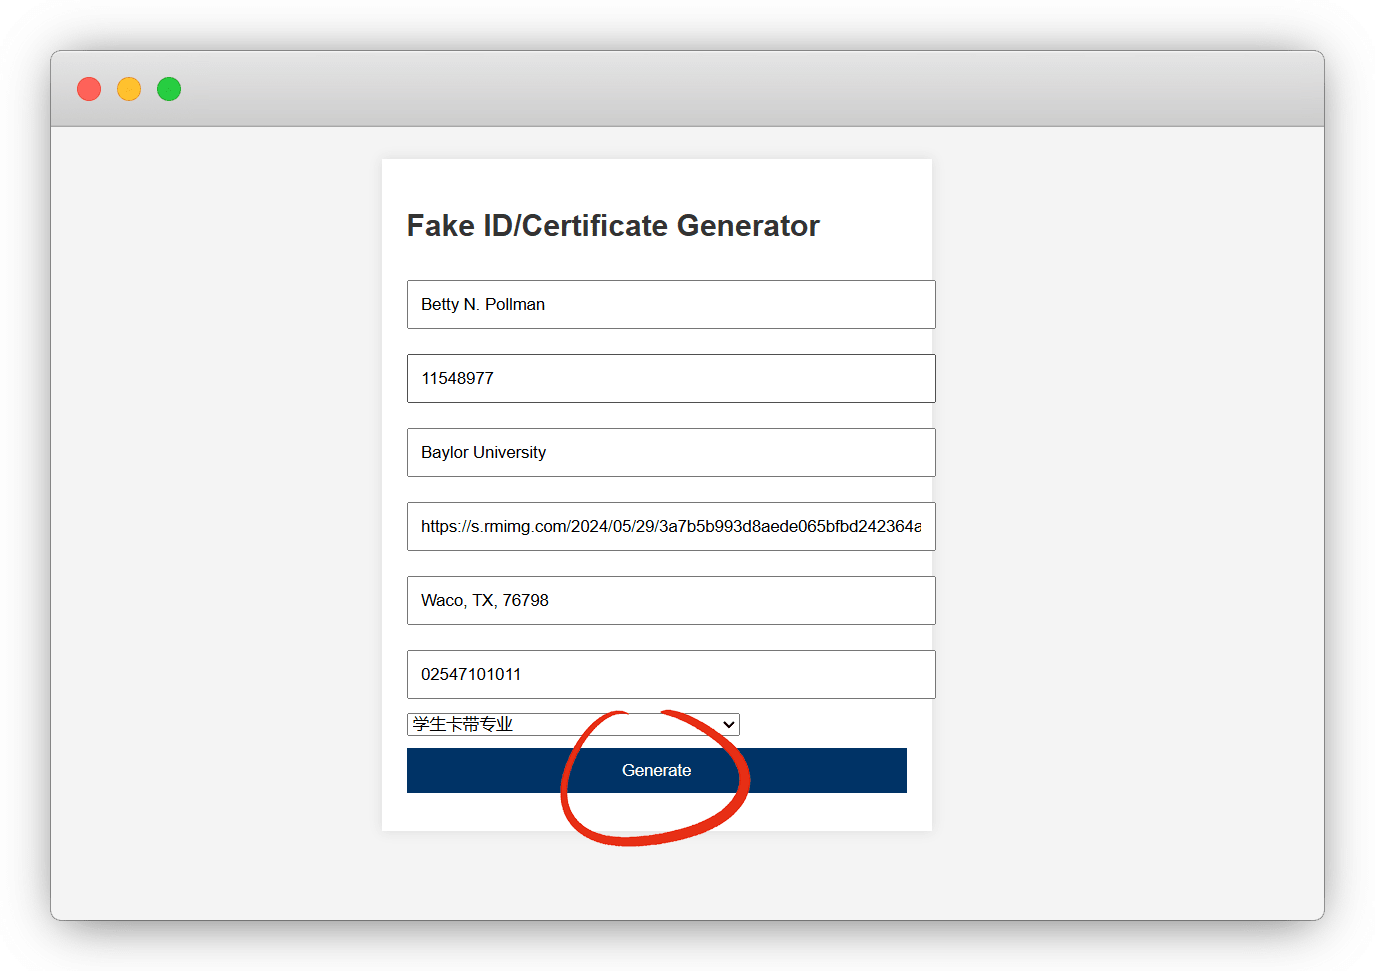 Fake ID/Certificate Generator
Betty N. Pollman
11548977
Baylor University
https://s.rmimg.com/2024/05/29/3a7b5b993d8aede065bfbd242364a
Waco, TX, 76798
02547101011
学生卡带专业
Generate